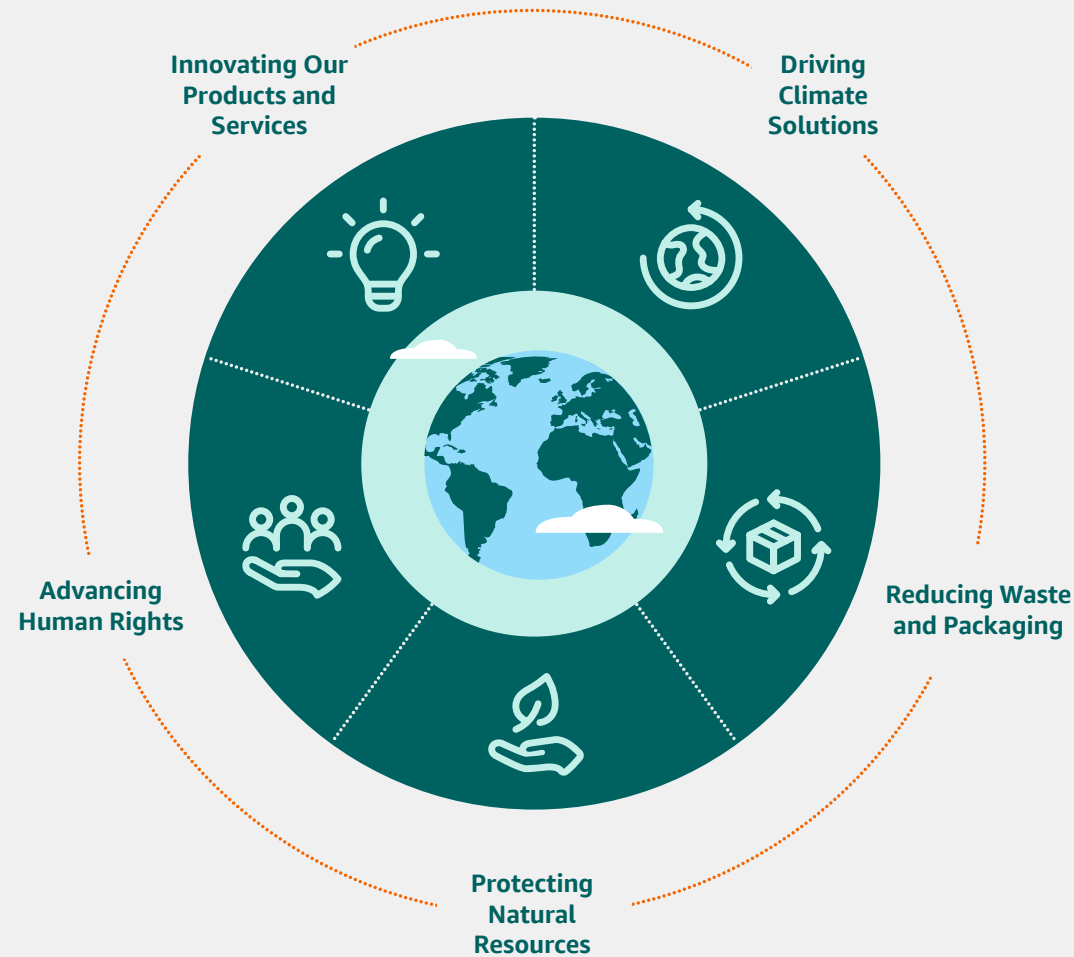 Innovating Our
Products and
Services
Driving
Climate
Solutions
Advancing
Human Rights
Reducing Waste
and Packaging
Protecting
Natural
Resources